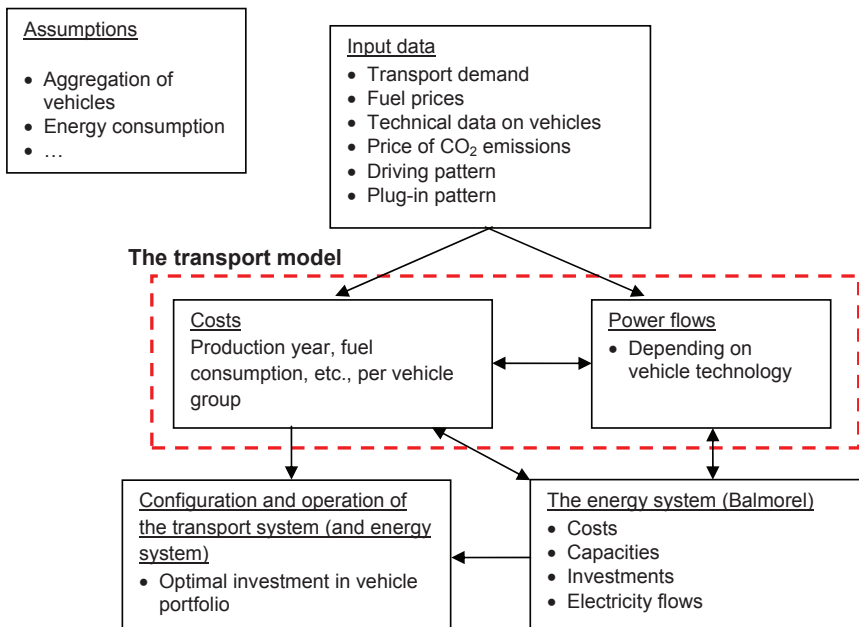 Assumptions
• Aggregation of
vehicles
• Energy consumption
• …
Input data
• Transport demand
• Fuel prices
• Technical data on vehicles
• Price of CO₂ emissions
• Driving pattern
• Plug-in pattern
The transport model
Costs
Production year, fuel
consumption, etc., per vehicle
group
Power flows
• Depending on
vehicle technology
Configuration and operation of
the transport system (and energy
system)
• Optimal investment in vehicle
portfolio
The energy system (Balmorel)
• Costs
• Capacities
• Investments
• Electricity flows